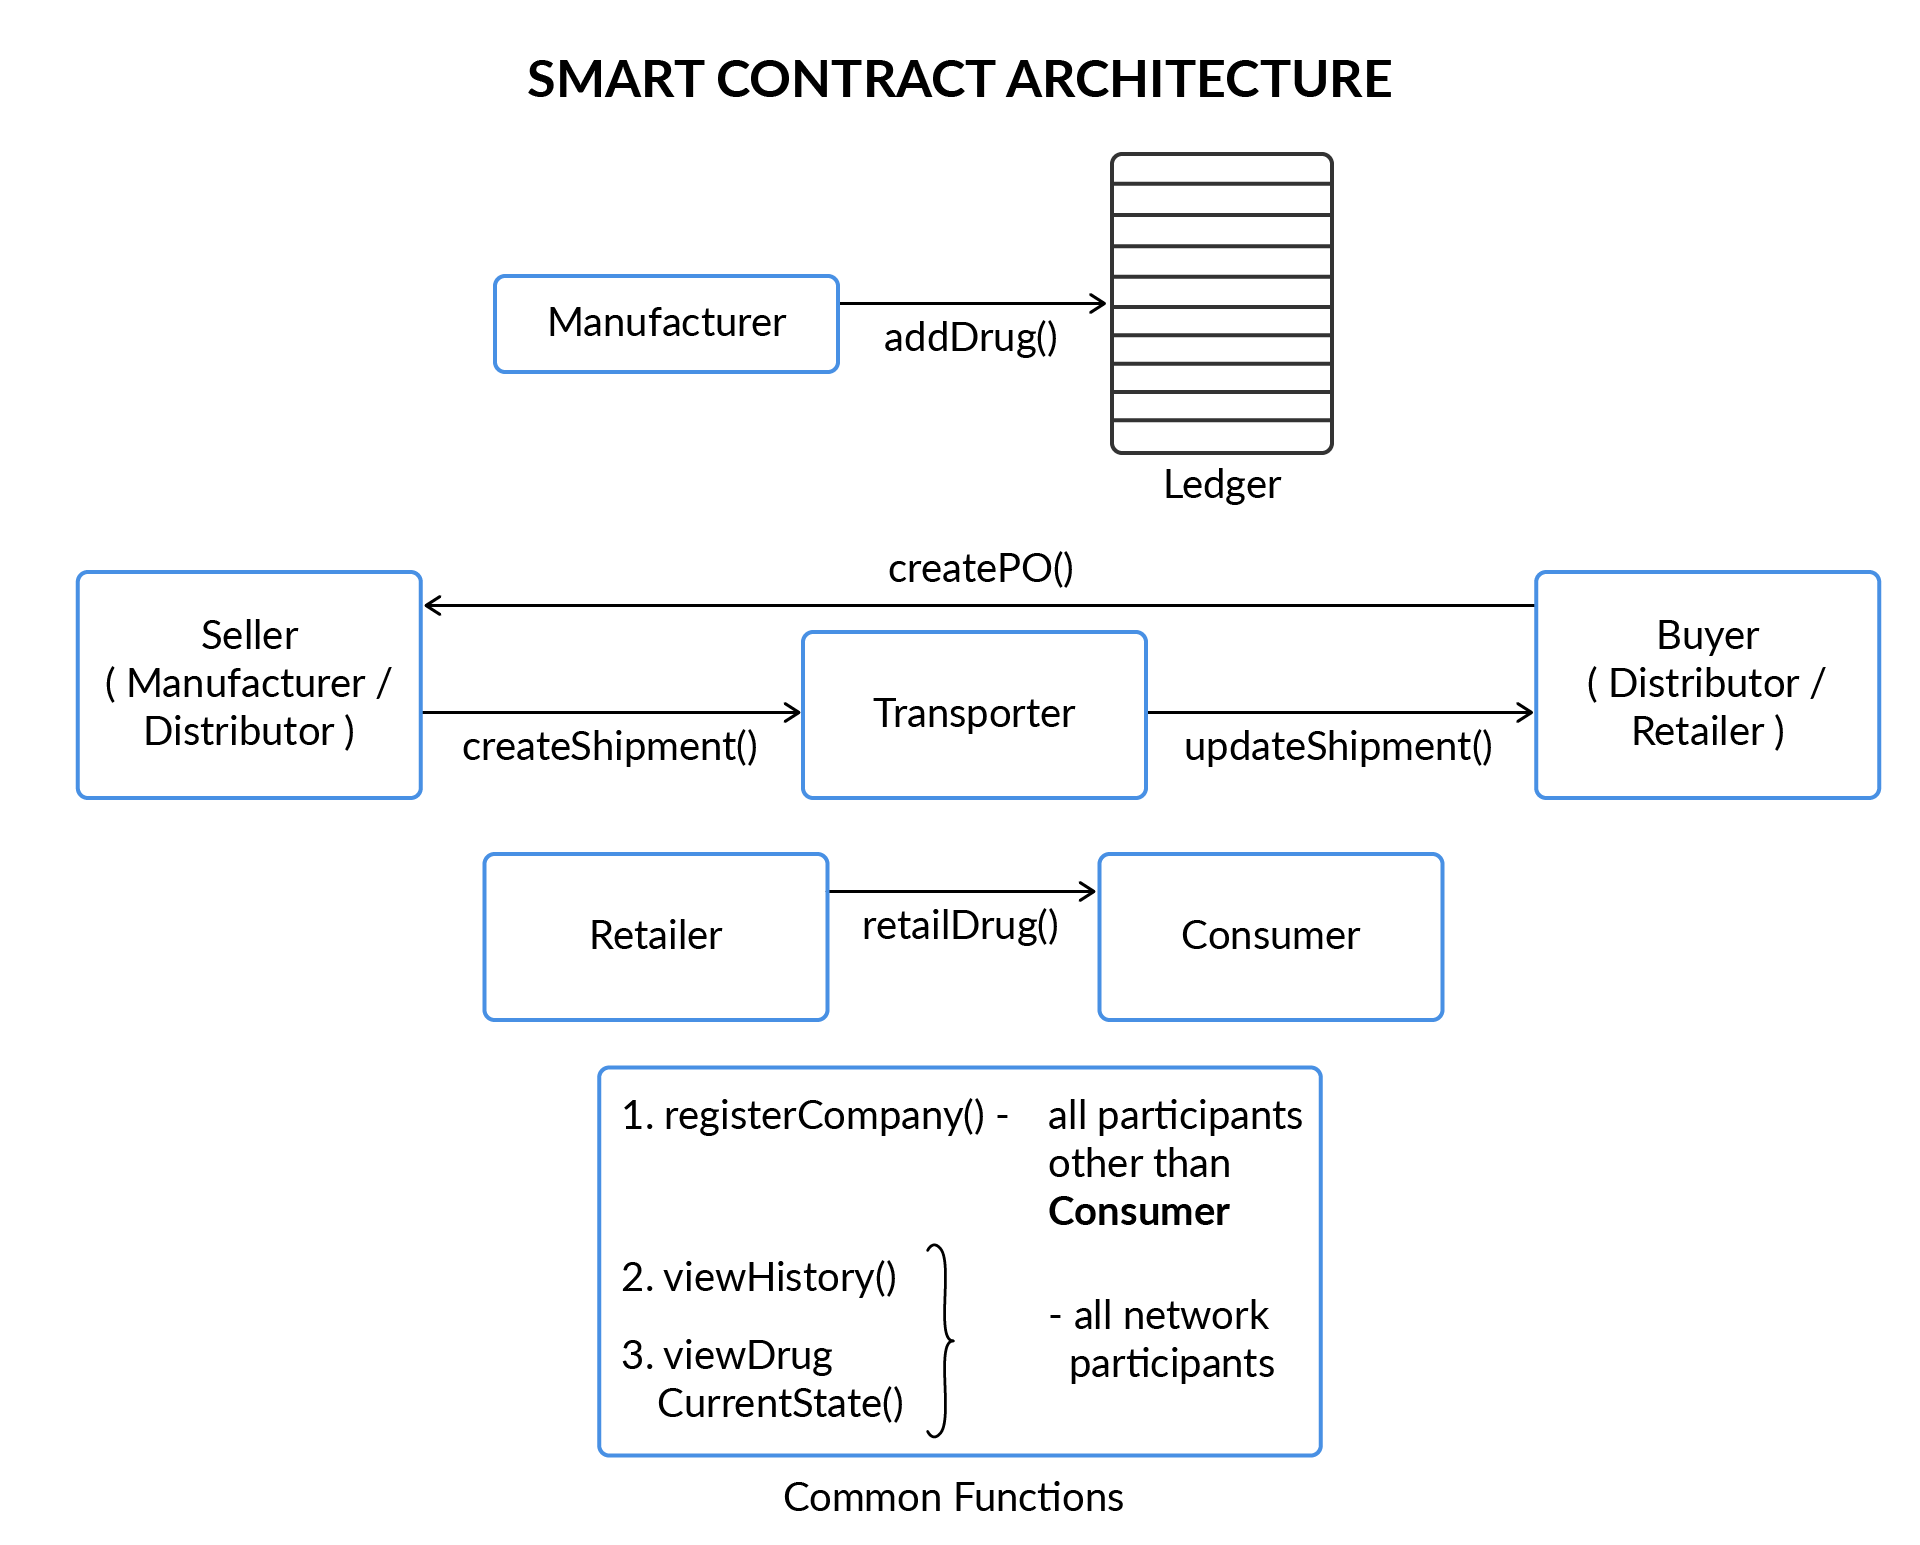 SMART CONTRACT ARCHITECTURE
Manufacturer
addDrug()
Ledger
createPO()
Seller
( Manufacturer /
Distributor )
createShipment()
Transporter
updateShipment()
Buyer
( Distributor /
Retailer )
Retailer
retailDrug()
Consumer
1. registerCompany() - all participants
other than
Consumer
2. viewHistory()
3. viewDrug
CurrentState()
- all network
participants
Common Functions